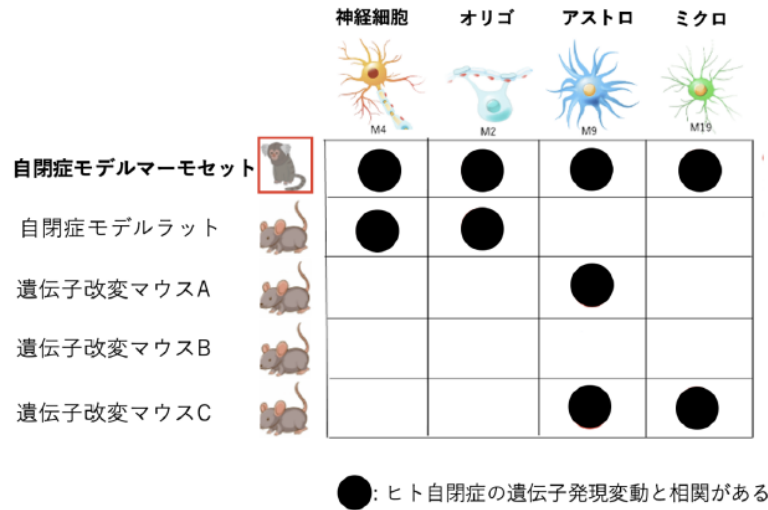 神経細胞 オリゴ アストロ ミクロ
M4 M2 M9 M19
自閉症モデルマーモセット
自閉症モデルラット
遺伝子改変マウスA
遺伝子改変マウスB
遺伝子改変マウスC
: ヒト自閉症の遺伝子発現変動と相関がある